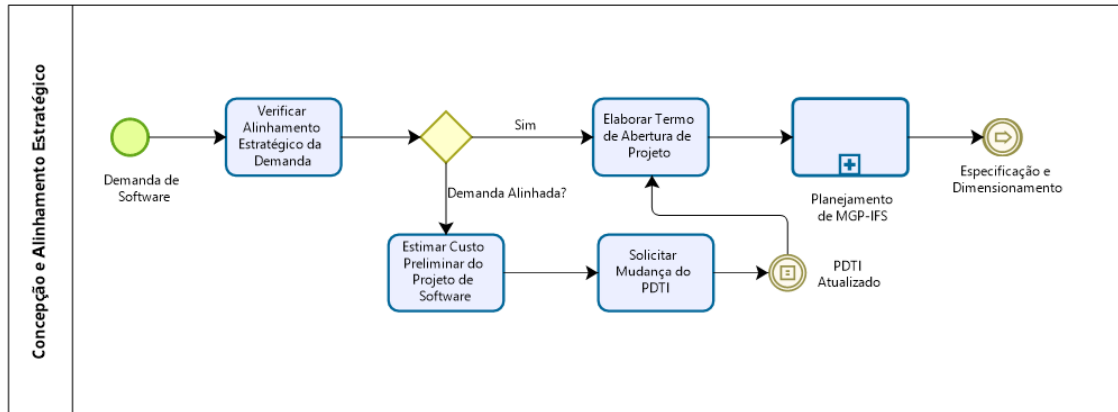 Concepção e Alinhamento Estratégico
Demanda de
Software
Verificar
Alinhamento
Estratégico da
Demanda
Sim
Demanda Alinhada?
Elaborar Termo
de Abertura de
Projeto
Planejamento
de MGP-IFS
Especificação e
Dimensionamento
Estimar Custo
Preliminar do
Projeto de
Software
Solicitar
Mudança do
PDTI
PDTI
Atualizado